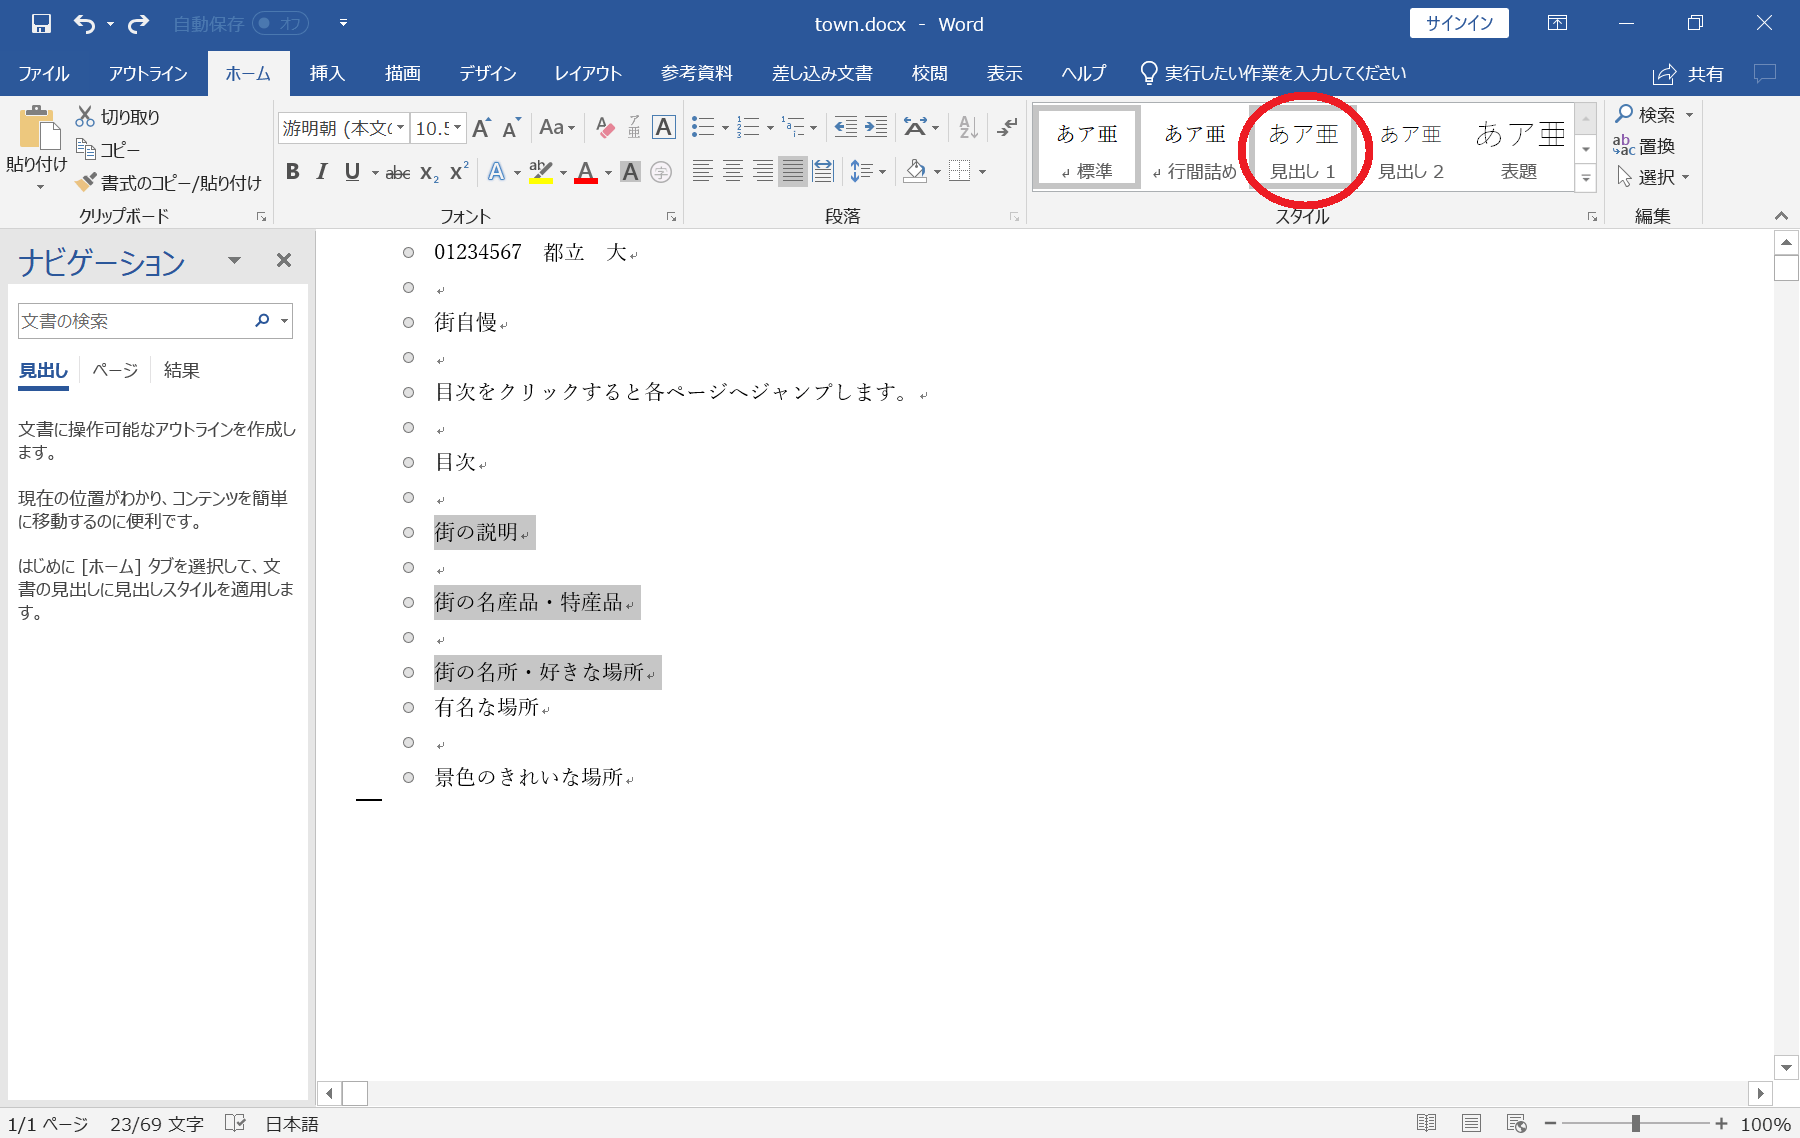 自動保存 オフ
town.docx - Word
サインイン
ファイル アウトライン ホーム 挿入 描画 デザイン レイアウト 参考資料 差し込み文書 校閲 表示 ヘルプ 実行したい作業を入力してください 共有
貼り付け
切り取り
コピー
書式のコピー/貼り付け
クリップボード
游明朝 (本文( 10.5
Aa
ア亜
A
B I U abc X₂ X² A ab A A 字
フォント
段落
あア亜 あア亜 あア亜 あア亜 あア亜
↲ 標準 ↲ 行間詰め 見出し 1 見出し 2 表題
スタイル
検索
置換
選択
編集
ナビゲーション
文書の検索
見出し ページ 結果
文書に操作可能なアウトラインを作成し
ます。
現在の位置がわかり、コンテンツを簡単
に移動するのに便利です。
はじめに [ホーム] タブを選択して、文
書の見出しに見出しスタイルを適用しま
す。
01234567 都立 大
街自慢
目次をクリックすると各ページへジャンプします。
目次
街の説明
街の名産品・特産品
街の名所・好きな場所
有名な場所
景色のきれいな場所
1/1 ページ 23/69 文字 日本語 100%